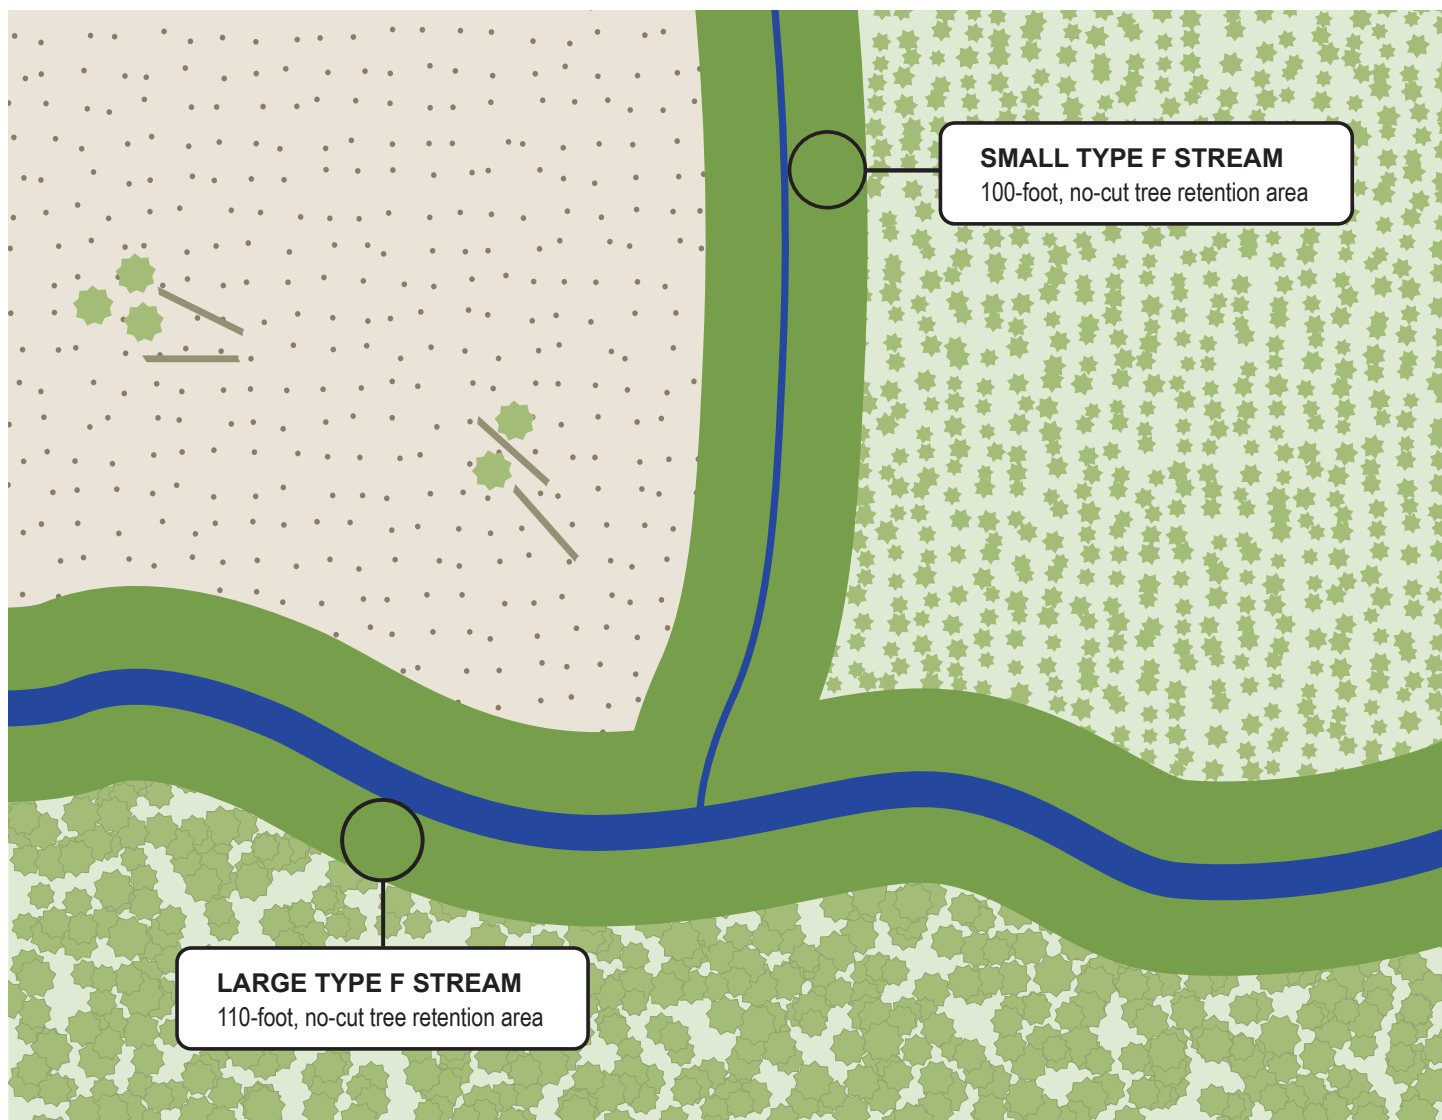 SMALL TYPE F STREAM
100-foot, no-cut tree retention area
LARGE TYPE F STREAM
110-foot, no-cut tree retention area